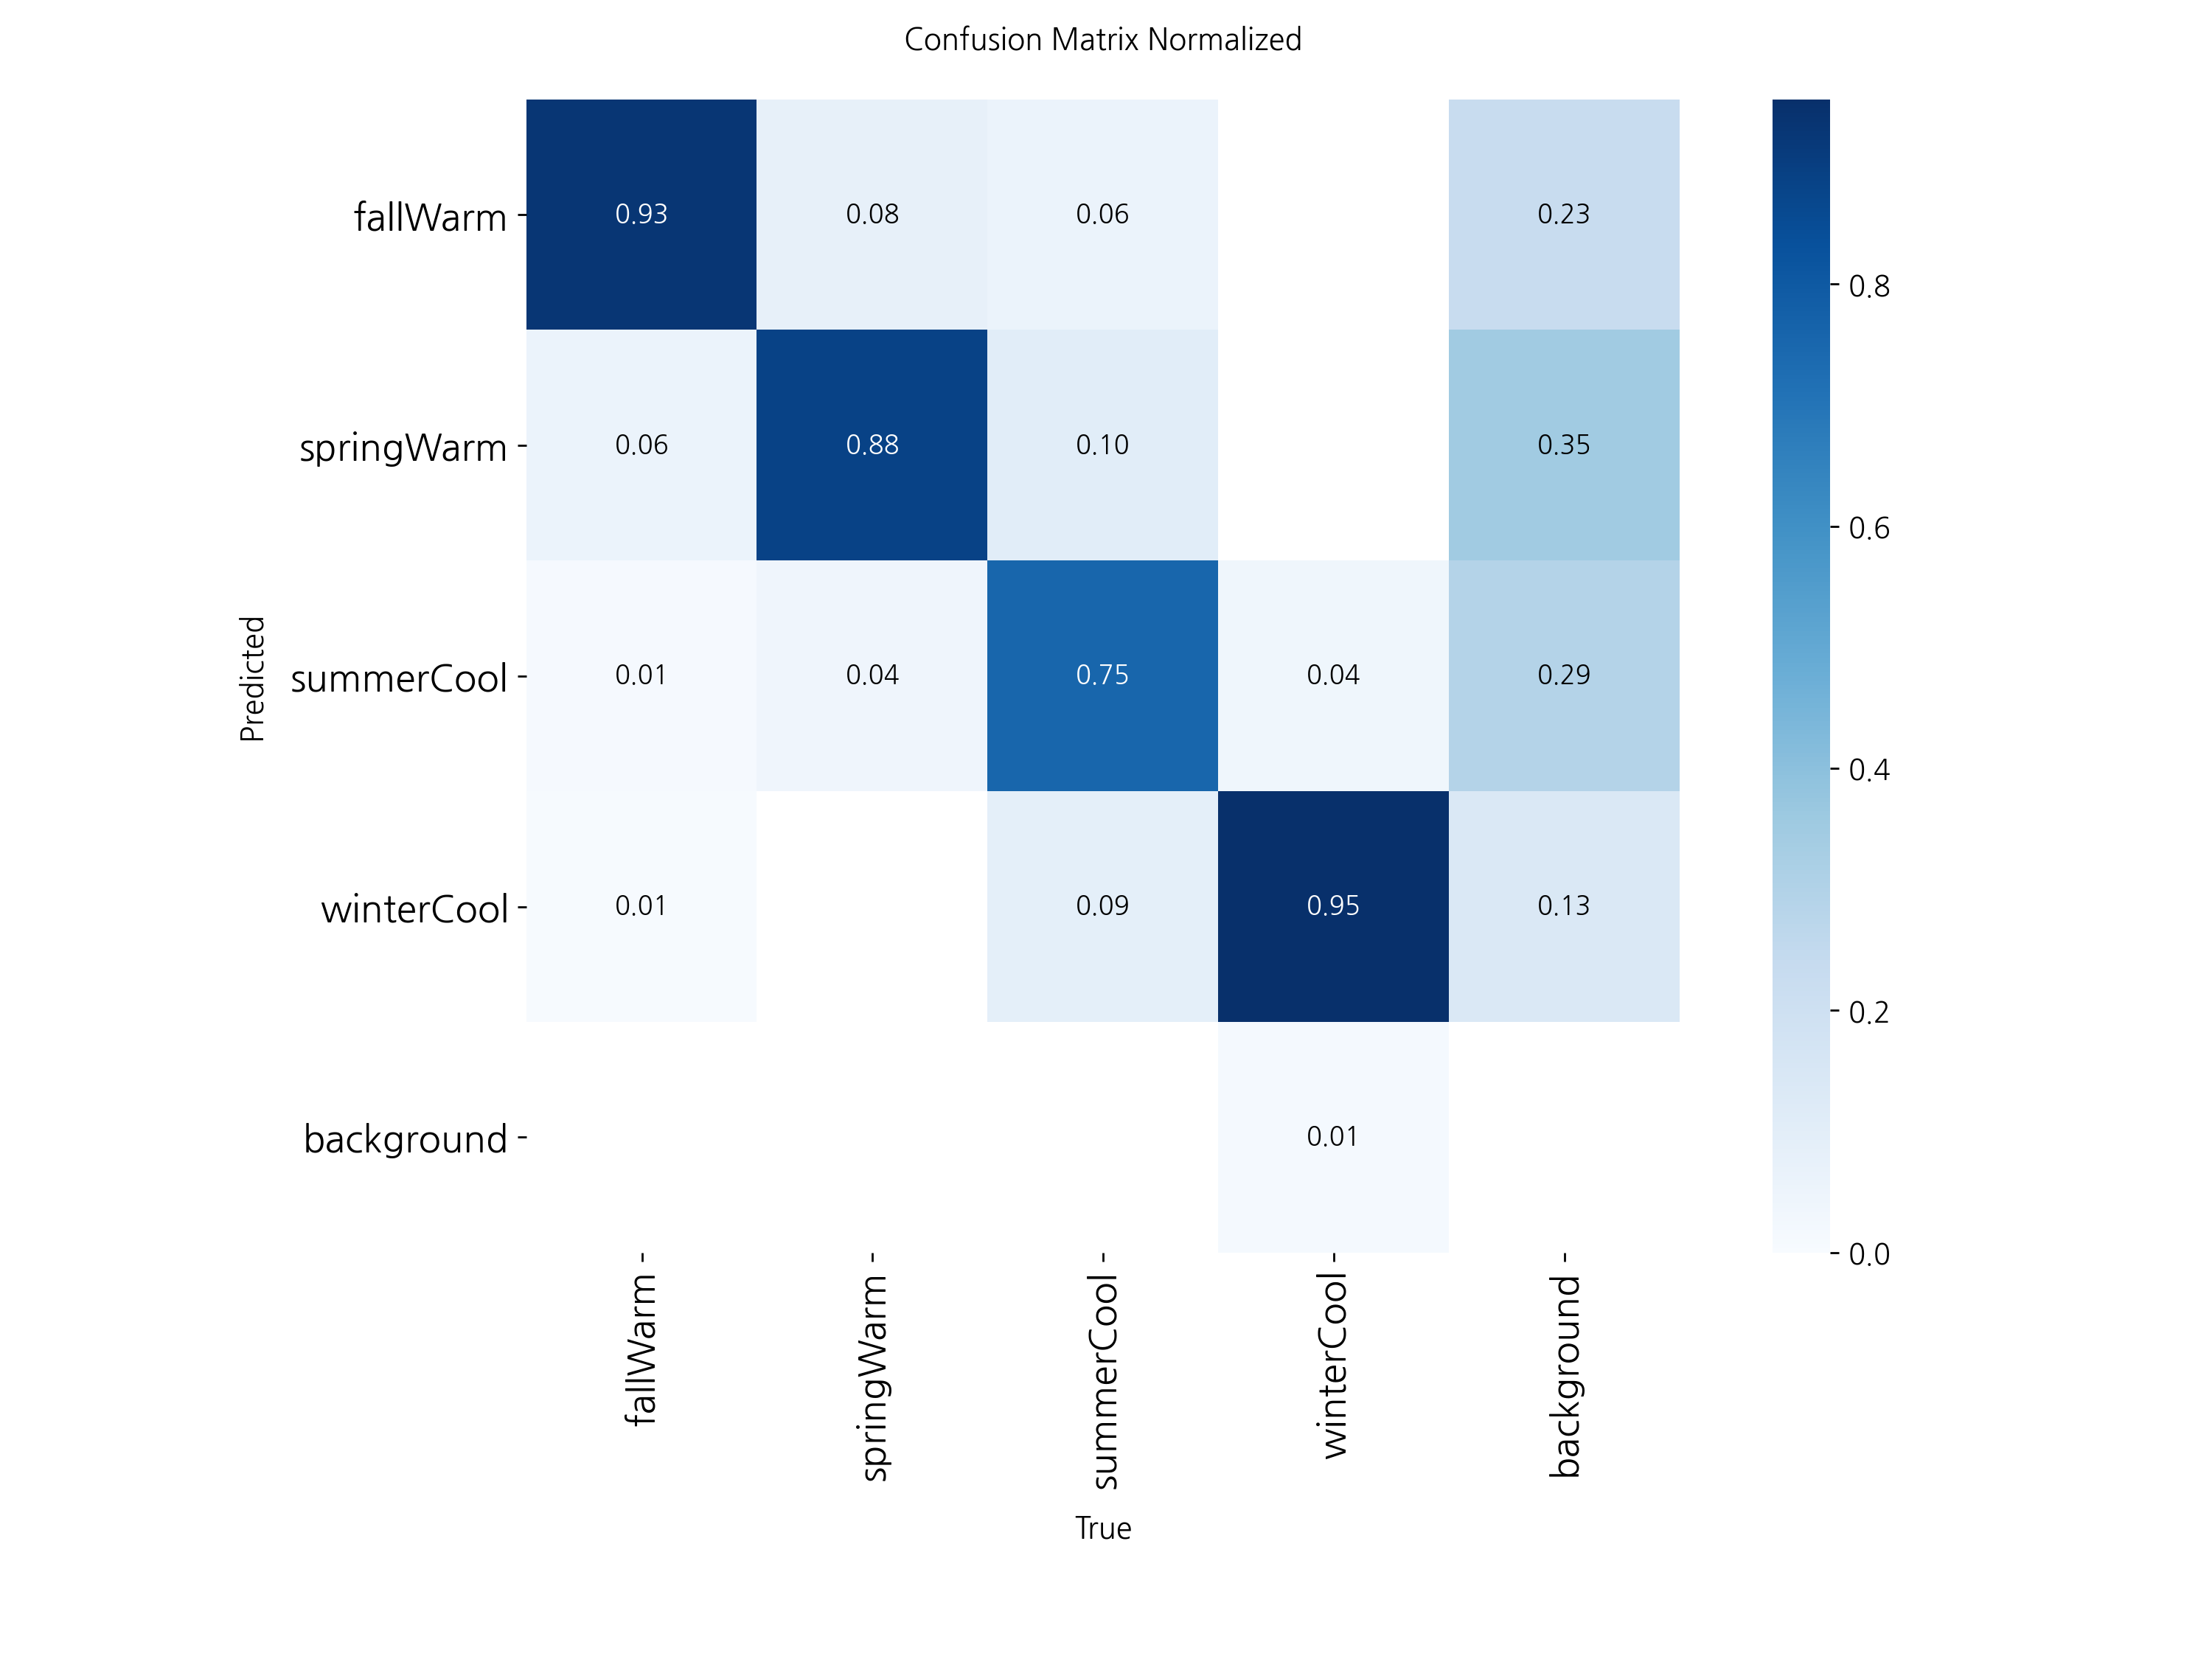 Confusion Matrix Normalized
fallWarm 0.93 0.08 0.06 0.23
springWarm 0.06 0.88 0.10 0.35
summerCool 0.01 0.04 0.75 0.04 0.29
winterCool 0.01 0.09 0.95 0.13
background 0.01
Predicted
fallWarm
springWarm
summerCool
winterCool
background
True
0.8
0.6
0.4
0.2
0.0